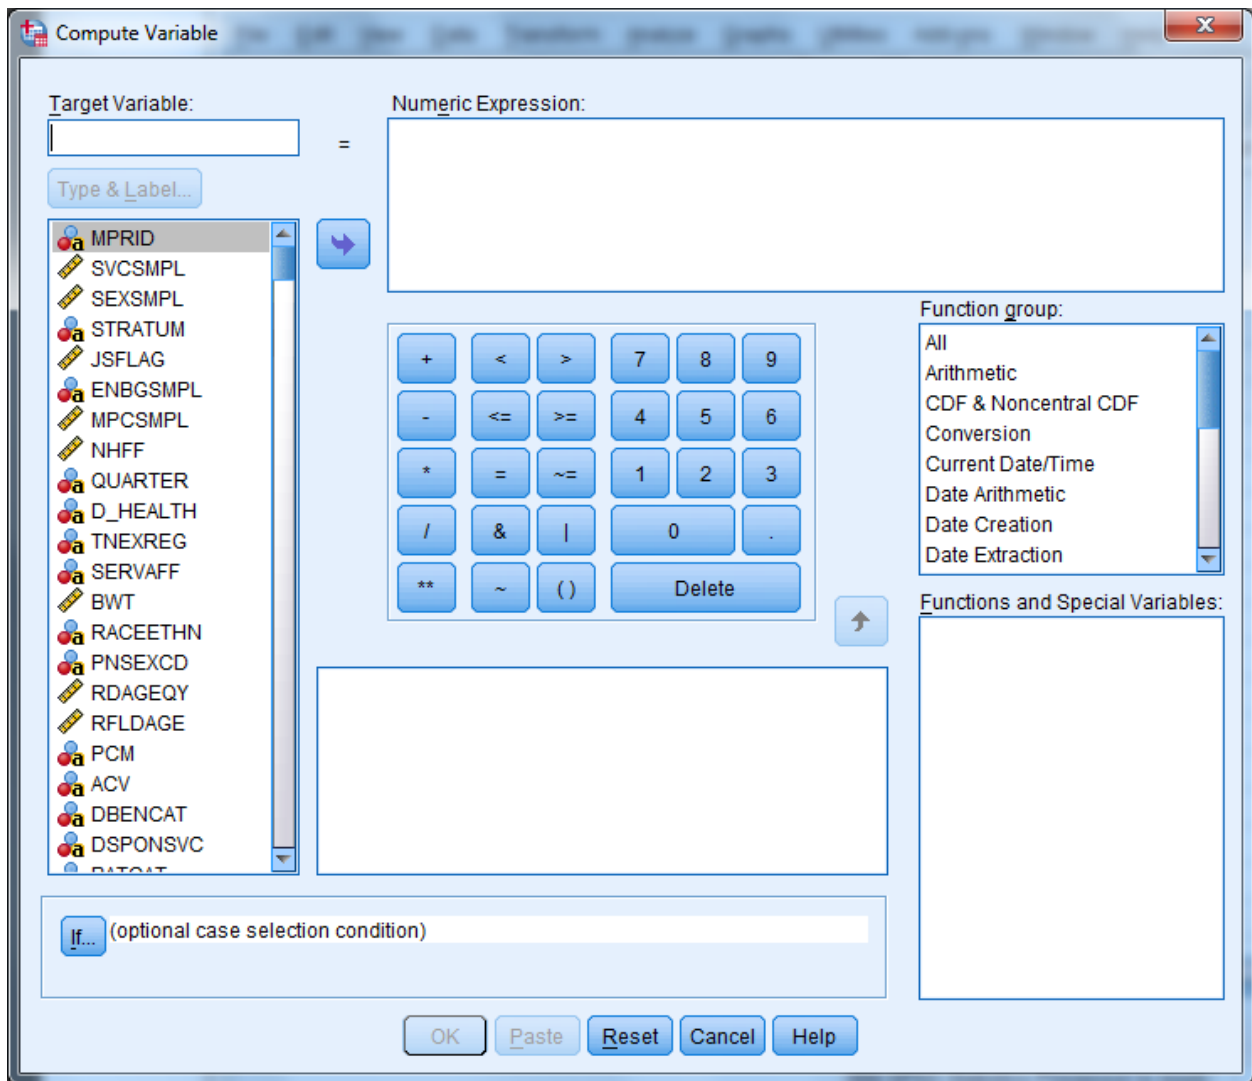 Compute Variable
Target Variable:
Numeric Expression:
=
Type & Label...
MPRID
SVCSMPL
SEXSMPL
STRATUM
JSFLAG
ENBGSMPL
MPCSMPL
NHFF
QUARTER
D_HEALTH
TNEXREG
SERVAFF
BWT
RACEETHN
PNSEXCD
RDAGEQY
RFLDAGE
PCM
ACV
DBENCAT
DSPONSVC
+ < > 7 8 9
- <= >= 4 5 6
* = ~= 1 2 3
/ & | 0 .
** ~ ( ) Delete
Function group:
All
Arithmetic
CDF & Noncentral CDF
Conversion
Current Date/Time
Date Arithmetic
Date Creation
Date Extraction
Functions and Special Variables:
If... (optional case selection condition)
OK Paste Reset Cancel Help